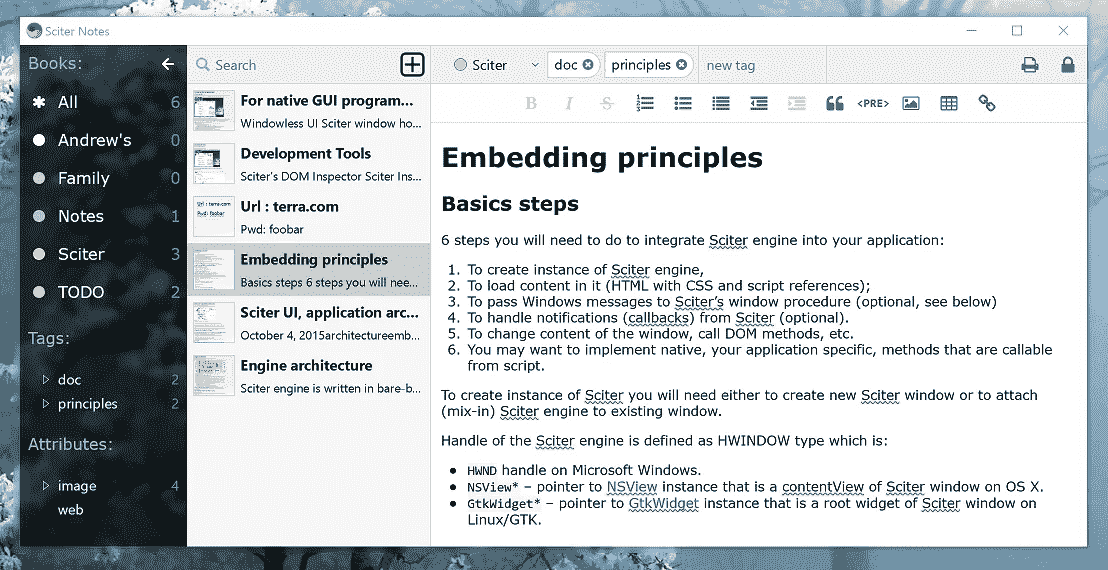 Sciter Notes
Books:
All 6
Andrew's 0
Family 0
Notes 1
Sciter 3
TODO 2
Tags:
doc 2
principles 2
Attributes:
image 4
web
Search
For native GUI program...
Windowless UI Sciter window ho...
Development Tools
Sciter's DOM Inspector Sciter Ins...
Url : terra.com
Pwd: foobar
Embedding principles
Basics steps 6 steps you will nee...
Sciter UI, application arc...
October 4, 2015architectureemb...
Engine architecture
Sciter engine is written in bare-b...
Url : terra.com
Pwd: foobar
Sciter doc principles new tag
B I S <PRE>
Embedding principles
Basics steps
6 steps you will need to do to integrate Sciter engine into your application:
1. To create instance of Sciter engine,
2. To load content in it (HTML with CSS and script references);
3. To pass Windows messages to Sciter’s window procedure (optional, see below)
4. To handle notifications (callbacks) from Sciter (optional).
5. To change content of the window, call DOM methods, etc.
6. You may want to implement native, your application specific, methods that are callable
from script.
To create instance of Sciter you will need either to create new Sciter window or to attach
(mix-in) Sciter engine to existing window.
Handle of the Sciter engine is defined as HWINDOW type which is:
● HWND handle on Microsoft Windows.
● NSView* – pointer to NSView instance that is a contentView of Sciter window on OS X.
● GtkWidget* – pointer to GtkWidget instance that is a root widget of Sciter window on
Linux/GTK.